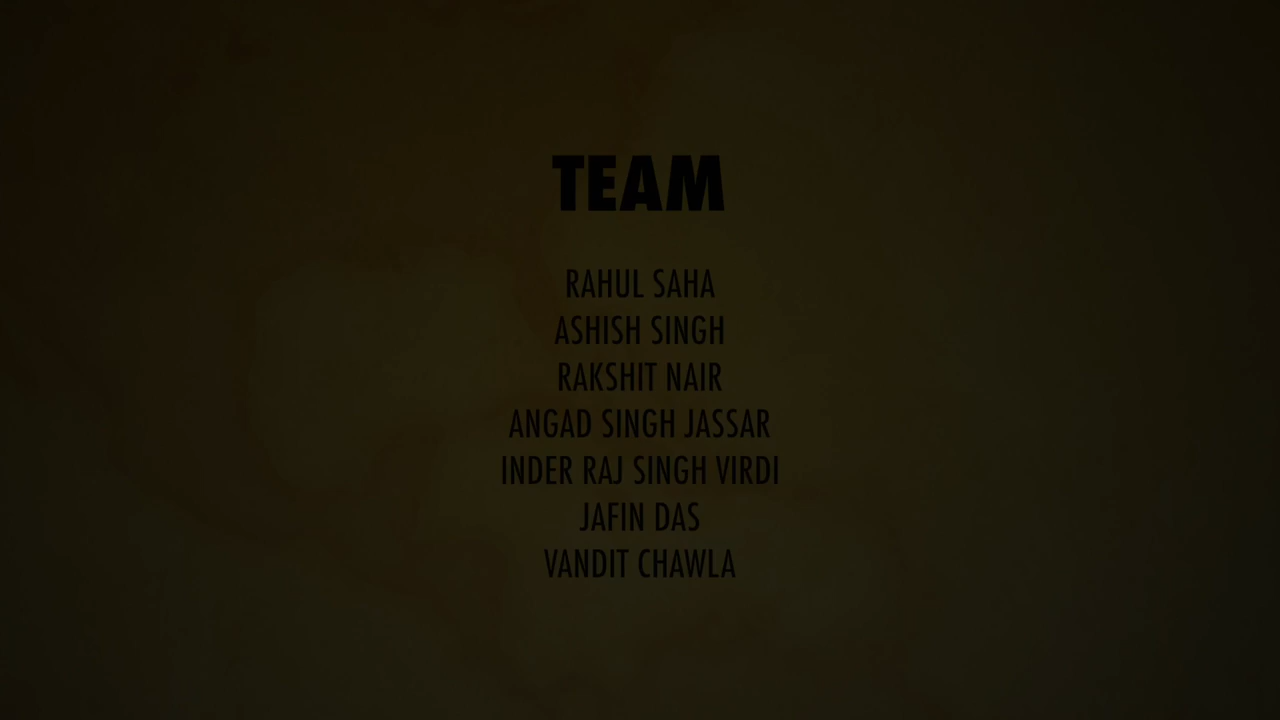 TEAM
RAHUL SAHA
ASHISH SINGH
RAKSHIT NAIR
ANGAD SINGH JASSAR
INDER RAJ SINGH VIRDI
JAFIN DAS
VANDIT CHAWLA